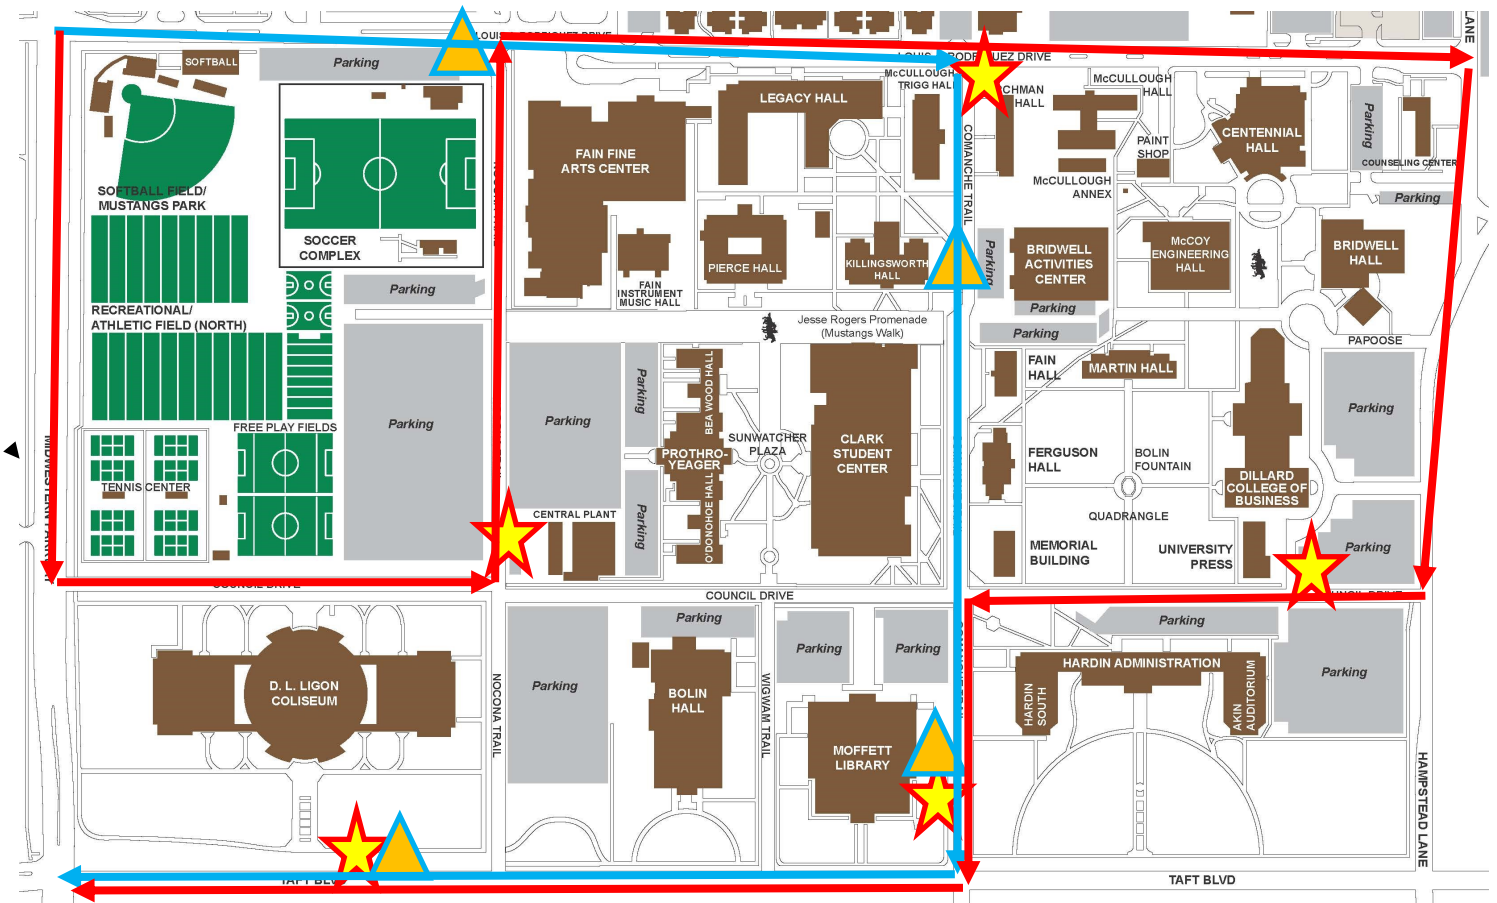 LANE
DRIVE
SOFTBALL
Parking
DRIVE
McCULLOUGH
TRIGG HALL
HALL
McCULLOUGH
HALL
LEGACY HALL
CENTENNIAL
HALL
Parking
COUNSELING CENTER
PAINT
SHOP
FAIN FINE
ARTS CENTER
COMANCHE TRAIL
McCULLOUGH
ANNEX
Parking
SOFTBALL FIELD/
MUSTANGS PARK
SOCCER
COMPLEX
PIERCE HALL
KILLINGSWORTH
HALL
Parking
BRIDWELL
ACTIVITIES
CENTER
McCOY
ENGINEERING
HALL
BRIDWELL
HALL
FAIN
INSTRUMENT
MUSIC HALL
Parking
Parking
RECREATIONAL/
ATHLETIC FIELD (NORTH)
Jesse Rogers Promenade
(Mustangs Walk)
Parking
PAPOOSE
FAIN
HALL
MARTIN HALL
Parking
Parking
Parking
Parking
BEA WOOD HALL
FREE PLAY FIELDS
SUNWATCHER
PLAZA
CLARK
STUDENT
CENTER
PROTHRO-
YEAGER
FERGUSON
HALL
BOLIN
FOUNTAIN
DILLARD
COLLEGE OF
BUSINESS
TENNIS CENTER
CENTRAL PLANT
Parking
O'DONOHOE HALL
QUADRANGLE
MEMORIAL
BUILDING
UNIVERSITY
PRESS
Parking
COUNCIL DRIVE
COUNCIL DRIVE
Parking
Parking
Parking
Parking
D. L. LIGON
COLISEUM
NOCONA TRAIL
Parking
BOLIN
HALL
WIGWAM TRAIL
HARDIN ADMINISTRATION
HARDIN
SOUTH
AKIN
AUDITORIUM
Parking
MOFFETT
LIBRARY
HAMPSTEAD LANE
TAFT
TAFT BLVD